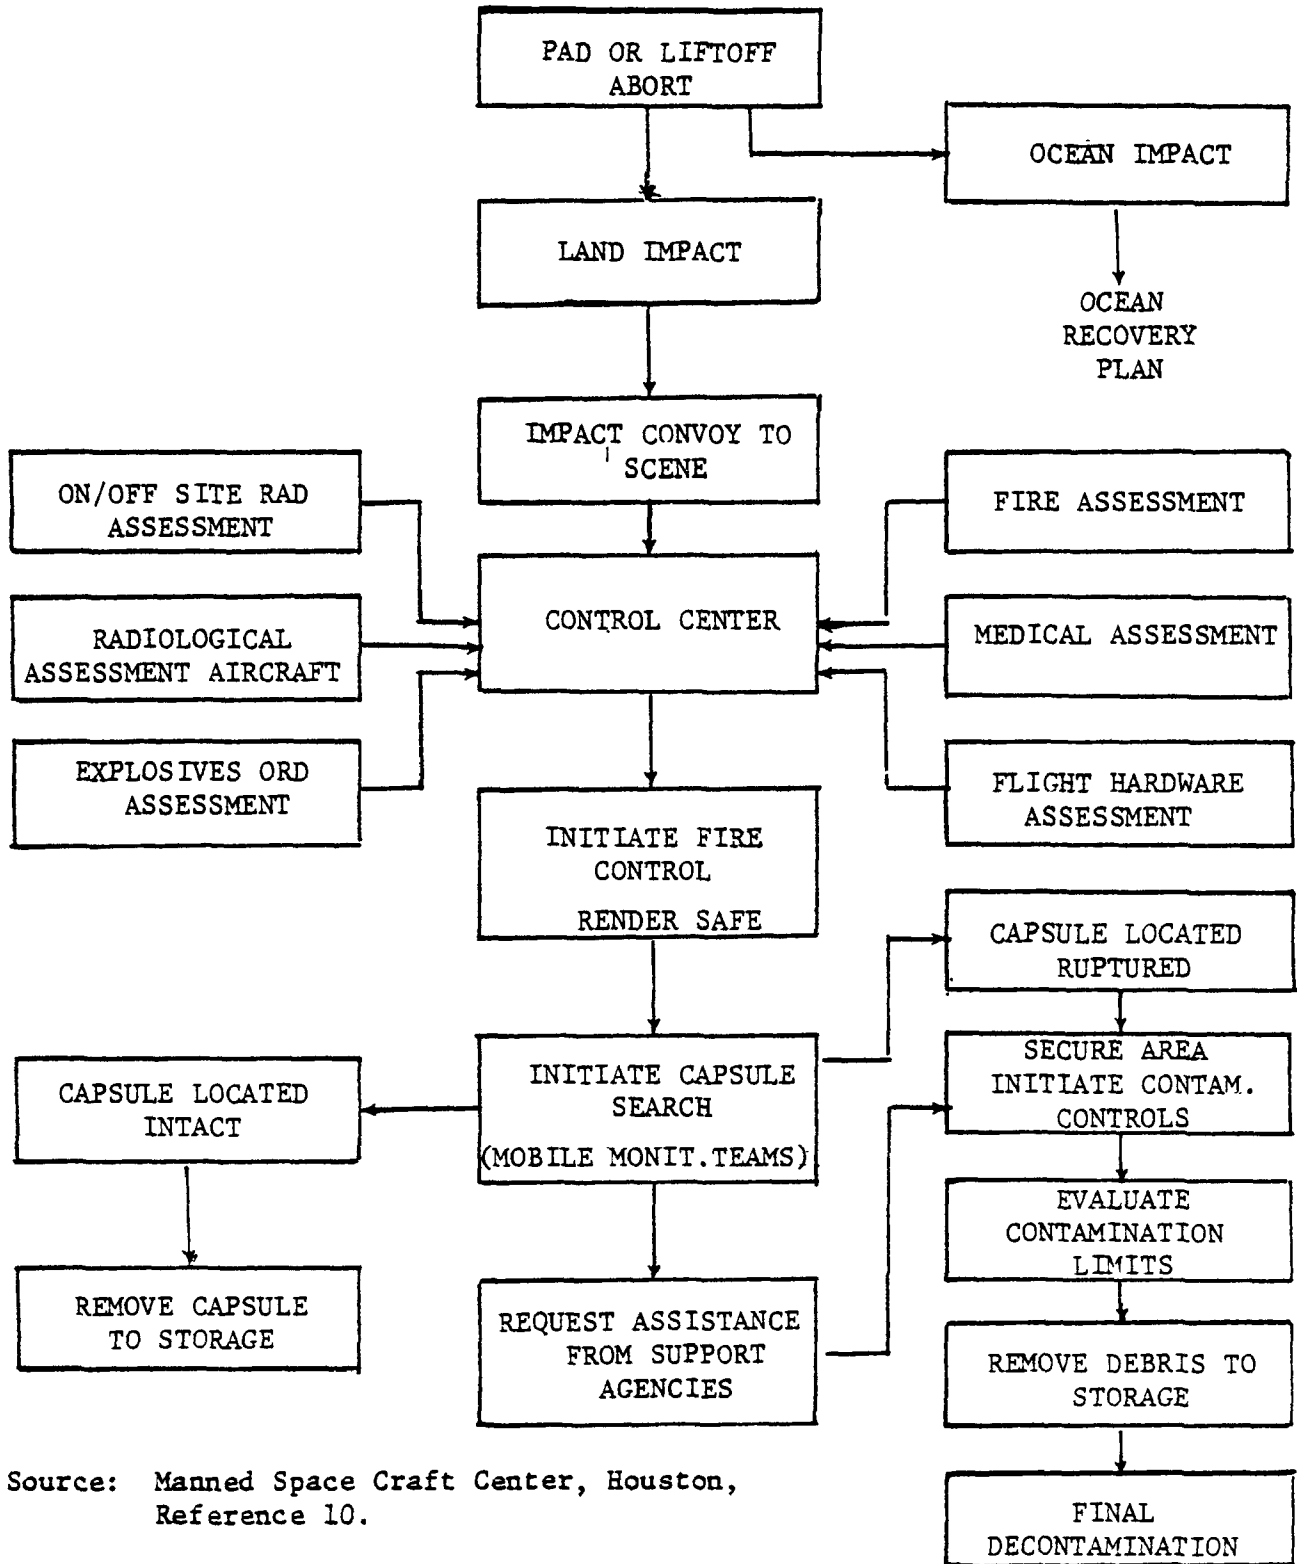 PAD OR LIFTOFF
ABORT
OCEAN IMPACT
LAND IMPACT
OCEAN
RECOVERY
PLAN
IMPACT CONVOY TO
SCENE
ON/OFF SITE RAD
ASSESSMENT
FIRE ASSESSMENT
CONTROL CENTER
RADIOLOGICAL
ASSESSMENT AIRCRAFT
MEDICAL ASSESSMENT
EXPLOSIVES ORD
ASSESSMENT
FLIGHT HARDWARE
ASSESSMENT
INITIATE FIRE
CONTROL
RENDER SAFE
CAPSULE LOCATED
RUPTURED
INITIATE CAPSULE
SEARCH
(MOBILE MONIT.TEAMS)
SECURE AREA
INITIATE CONTAM.
CONTROLS
CAPSULE LOCATED
INTACT
EVALUATE
CONTAMINATION
LIMITS
REMOVE CAPSULE
TO STORAGE
REQUEST ASSISTANCE
FROM SUPPORT
AGENCIES
REMOVE DEBRIS TO
STORAGE
FINAL
DECONTAMINATION
Source: Manned Space Craft Center, Houston,
Reference 10.